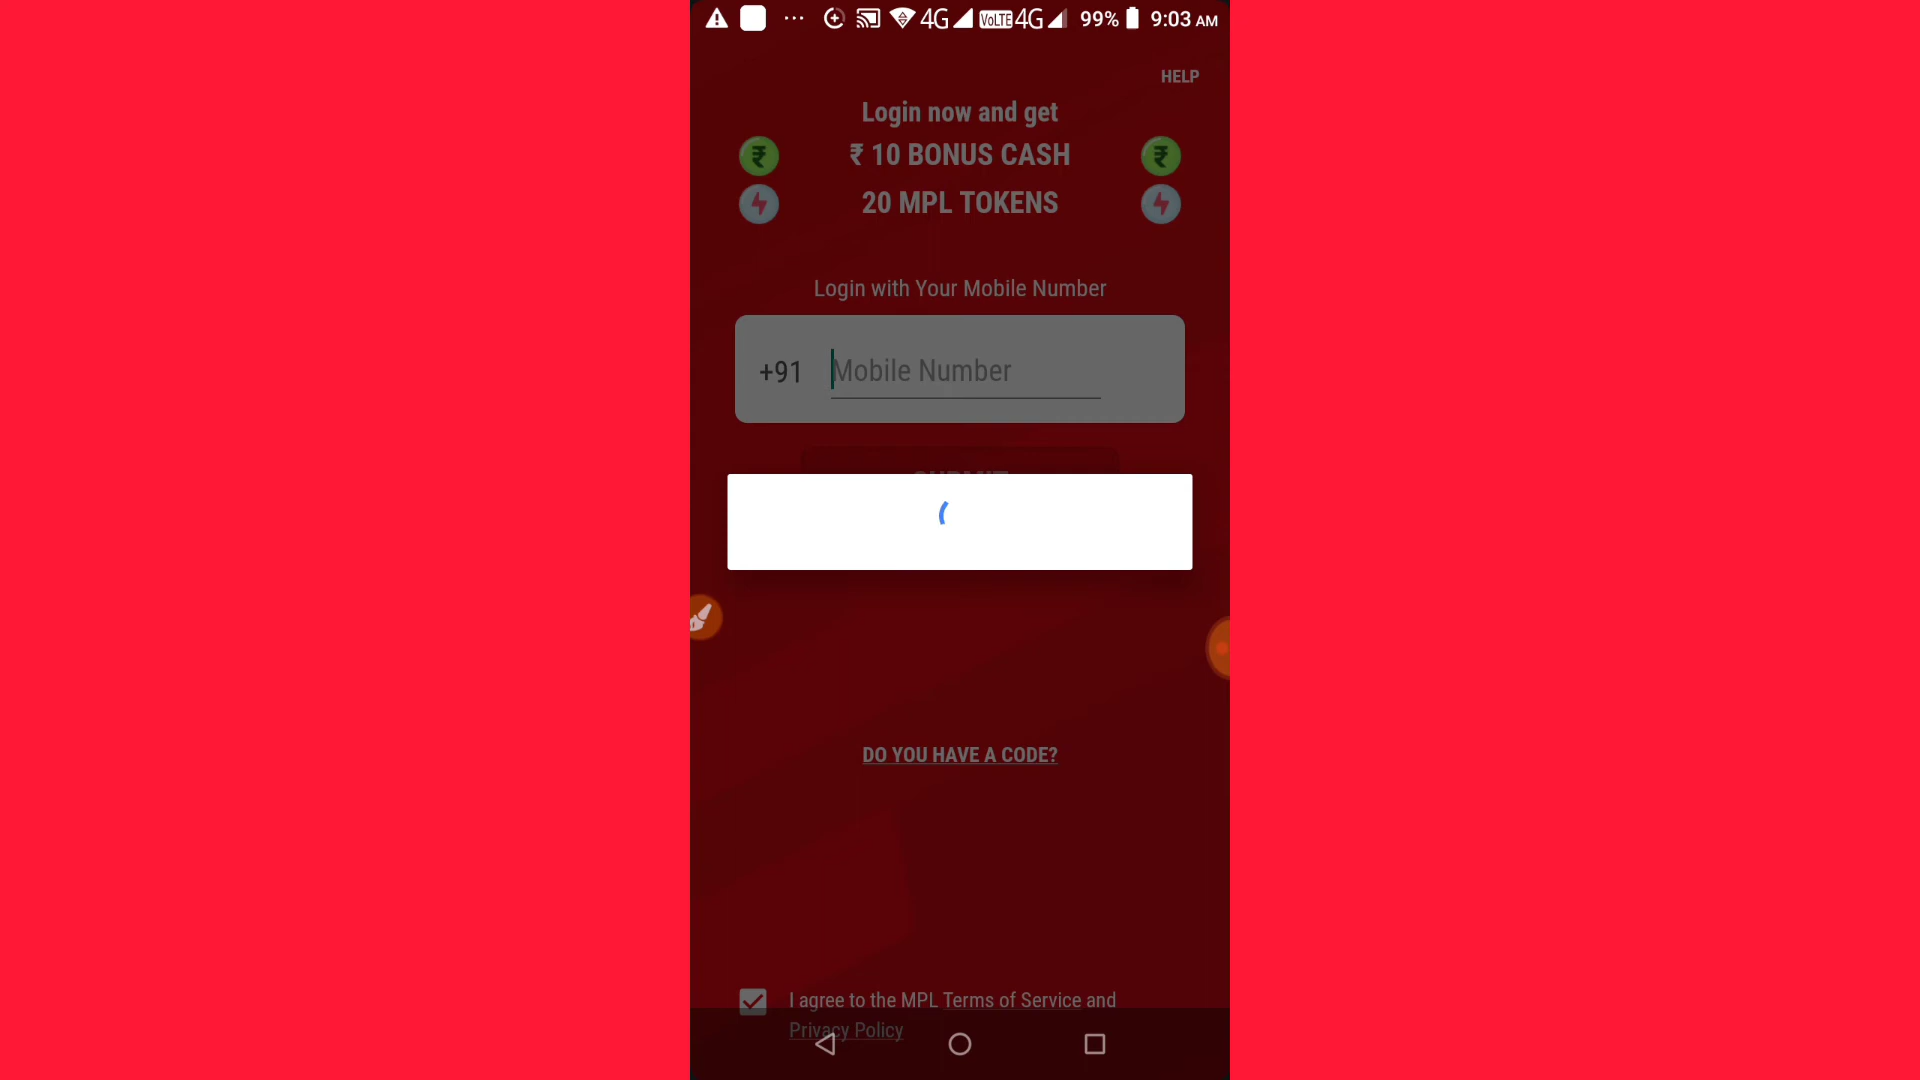 4G VoLTE 4G 99% 9:03 AM
HELP
Login now and get
₹ 10 BONUS CASH
20 MPL TOKENS
Login with Your Mobile Number
+91 Mobile Number
SUBMIT
DO YOU HAVE A CODE?
I agree to the MPL Terms of Service and
Privacy Policy